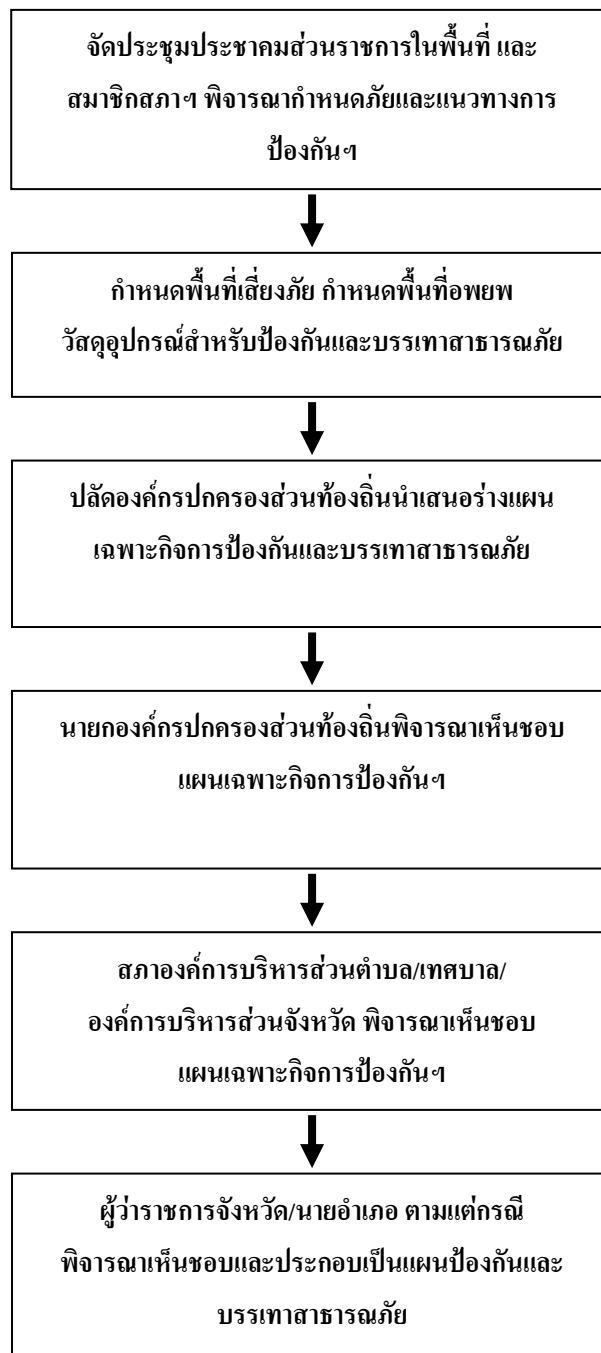 จัดประชุมประชาคมส่วนราชการในพื้นที่ และ
สมาชิกสภาฯ พิจารณากำหนดภัยและแนวทางการ
ป้องกันฯ
กำหนดพื้นที่เสี่ยงภัย กำหนดพื้นที่อพยพ
วัสดุอุปกรณ์สำหรับป้องกันและบรรเทาสาธารณภัย
ปลัดองค์กรปกครองส่วนท้องถิ่นนำเสนอร่างแผน
เฉพาะกิจการป้องกันและบรรเทาสาธารณภัย
นายกองค์กรปกครองส่วนท้องถิ่นพิจารณาเห็นชอบ
แผนเฉพาะกิจการป้องกันฯ
สภาองค์การบริหารส่วนตำบล/เทศบาล/
องค์การบริหารส่วนจังหวัด พิจารณาเห็นชอบ
แผนเฉพาะกิจการป้องกันฯ
ผู้ว่าราชการจังหวัด/นายอำเภอ ตามแต่กรณี
พิจารณาเห็นชอบและประกอบเป็นแผนป้องกันและ
บรรเทาสาธารณภัย